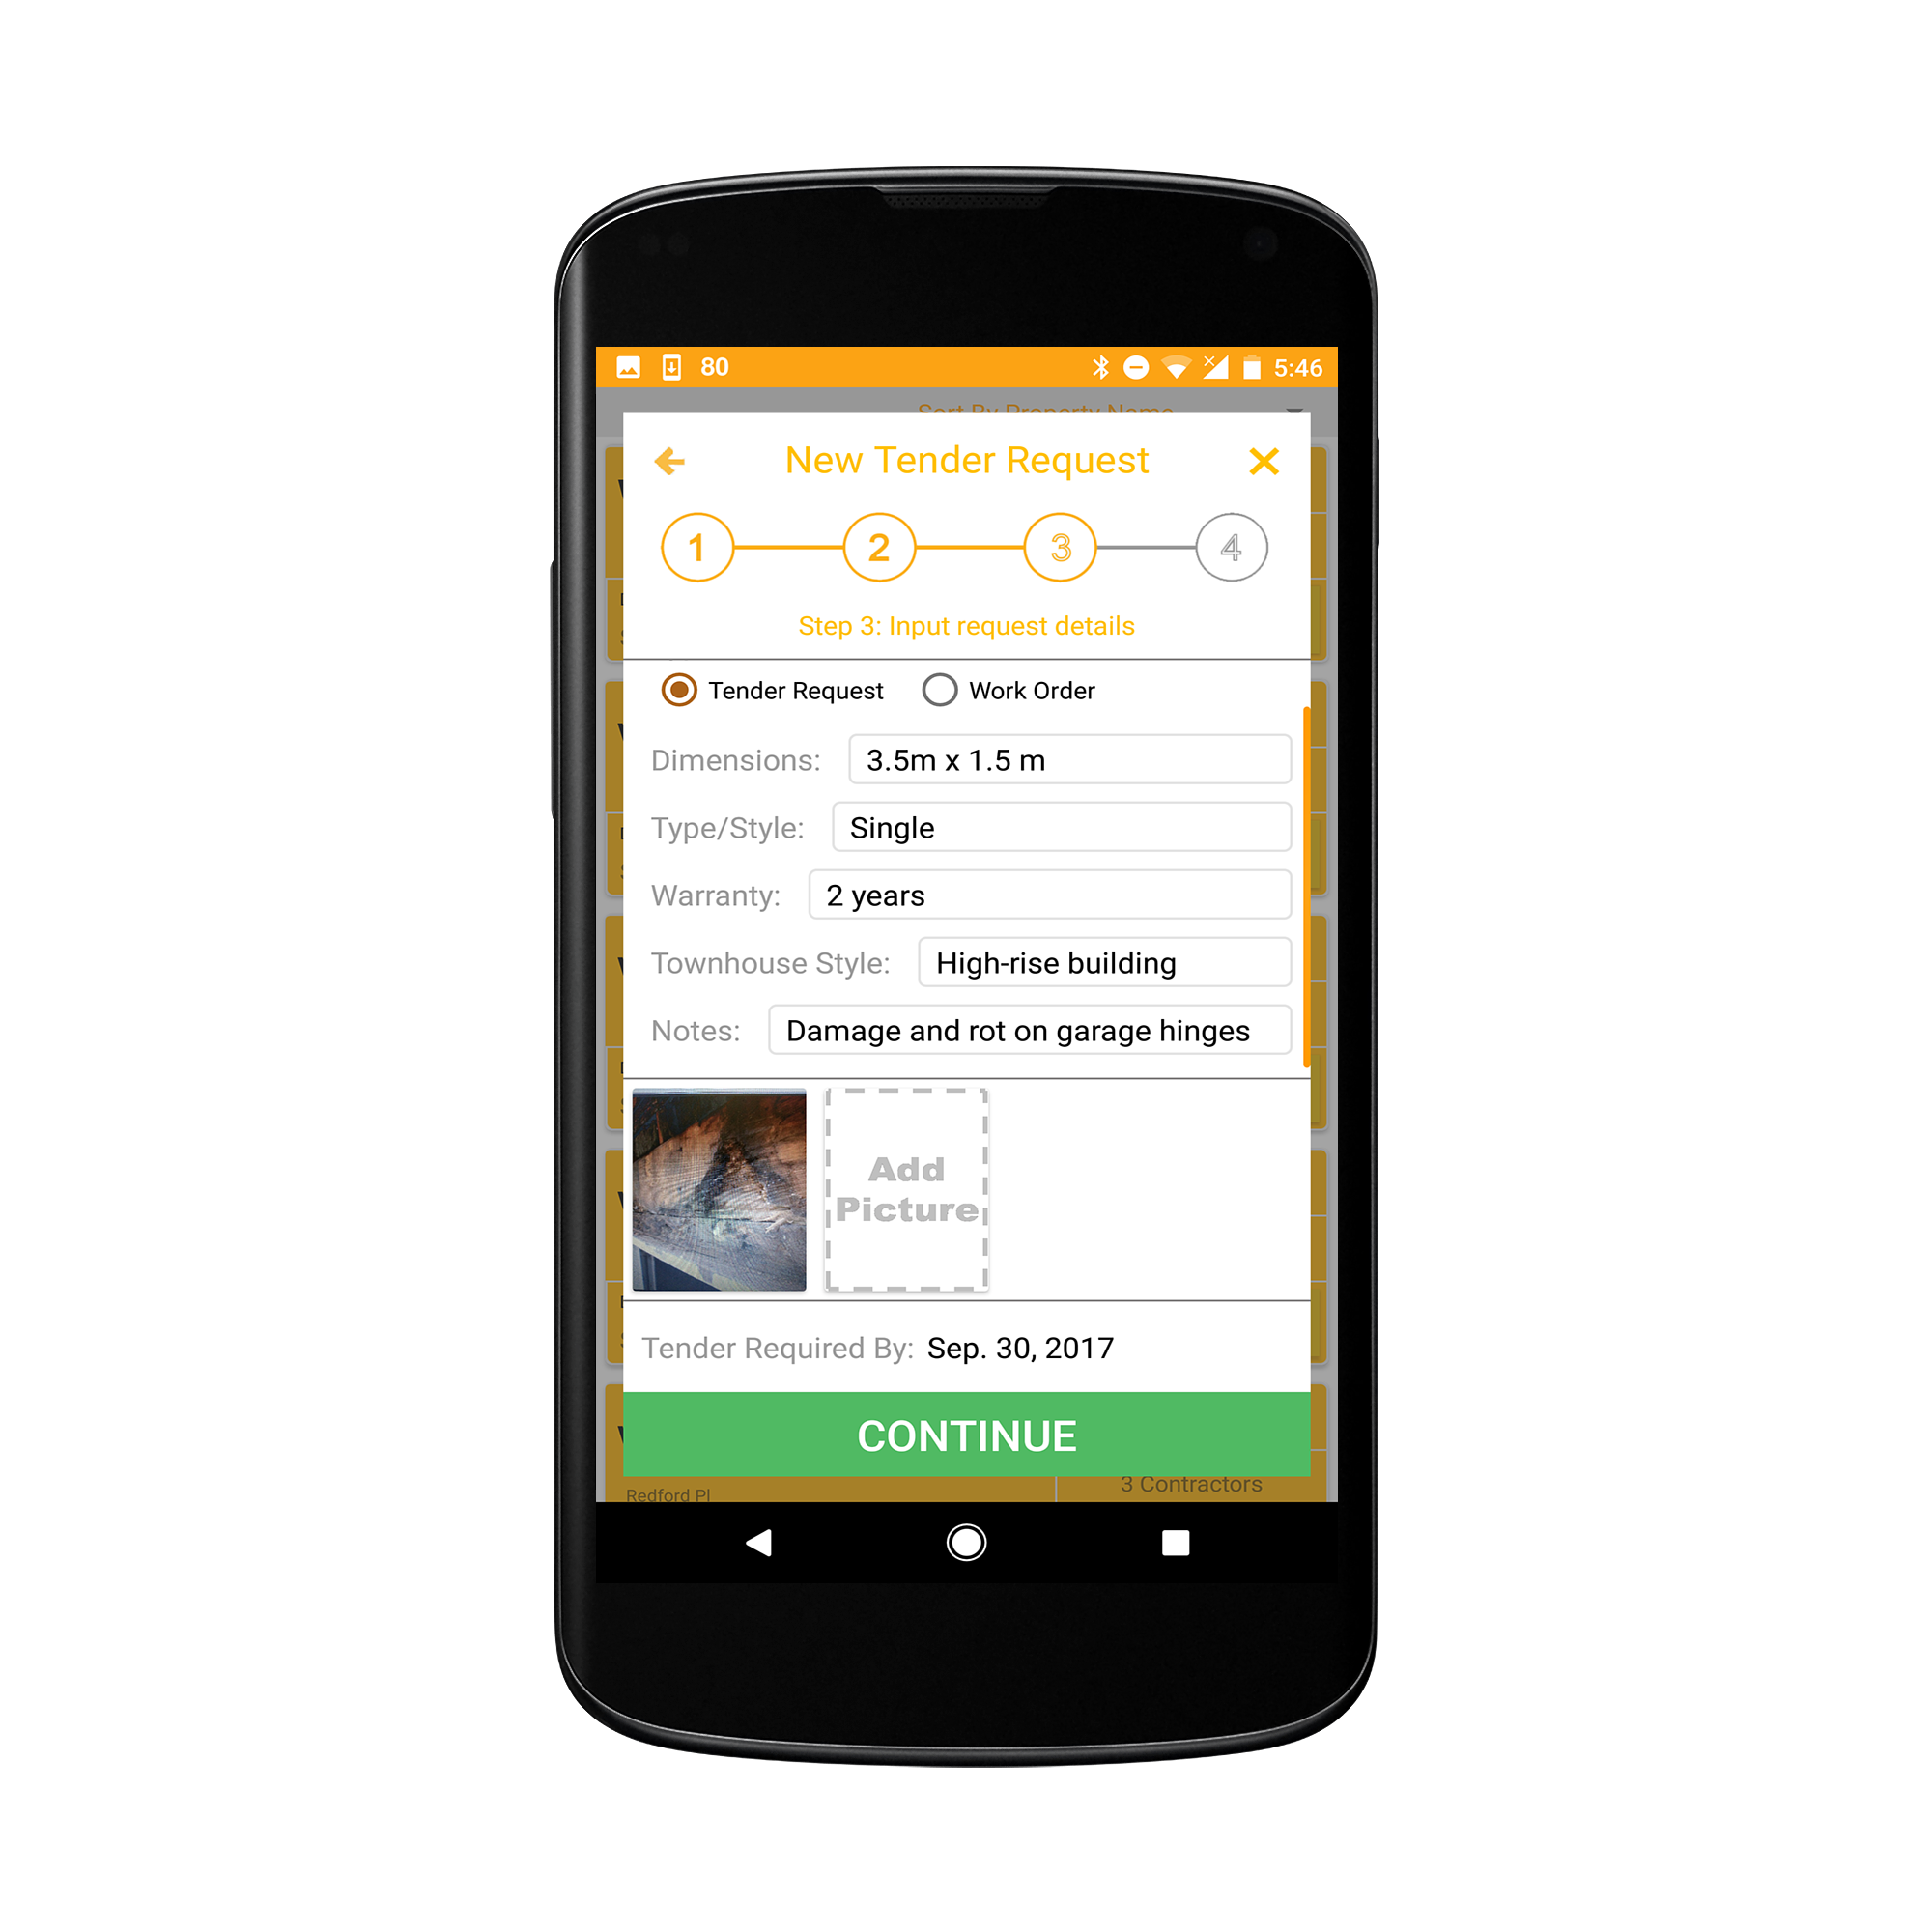 80 5:46
Sort By Property Name
New Tender Request
1 2 3 4
Step 3: Input request details
Tender Request Work Order
Dimensions: 3.5m x 1.5 m
Type/Style: Single
Warranty: 2 years
Townhouse Style: High-rise building
Notes: Damage and rot on garage hinges
Add
Picture
Tender Required By: Sep. 30, 2017
CONTINUE
3 Contractors
Redford Pl